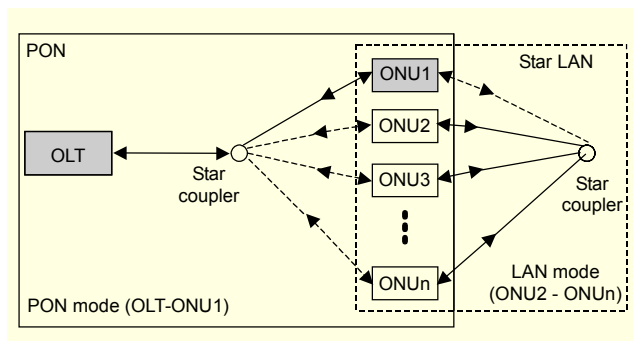 PON
Star LAN
ONU1
ONU2
OLT
Star
coupler
ONU3
Star
coupler
ONUn
LAN mode
(ONU2 - ONUn)
PON mode (OLT-ONU1)